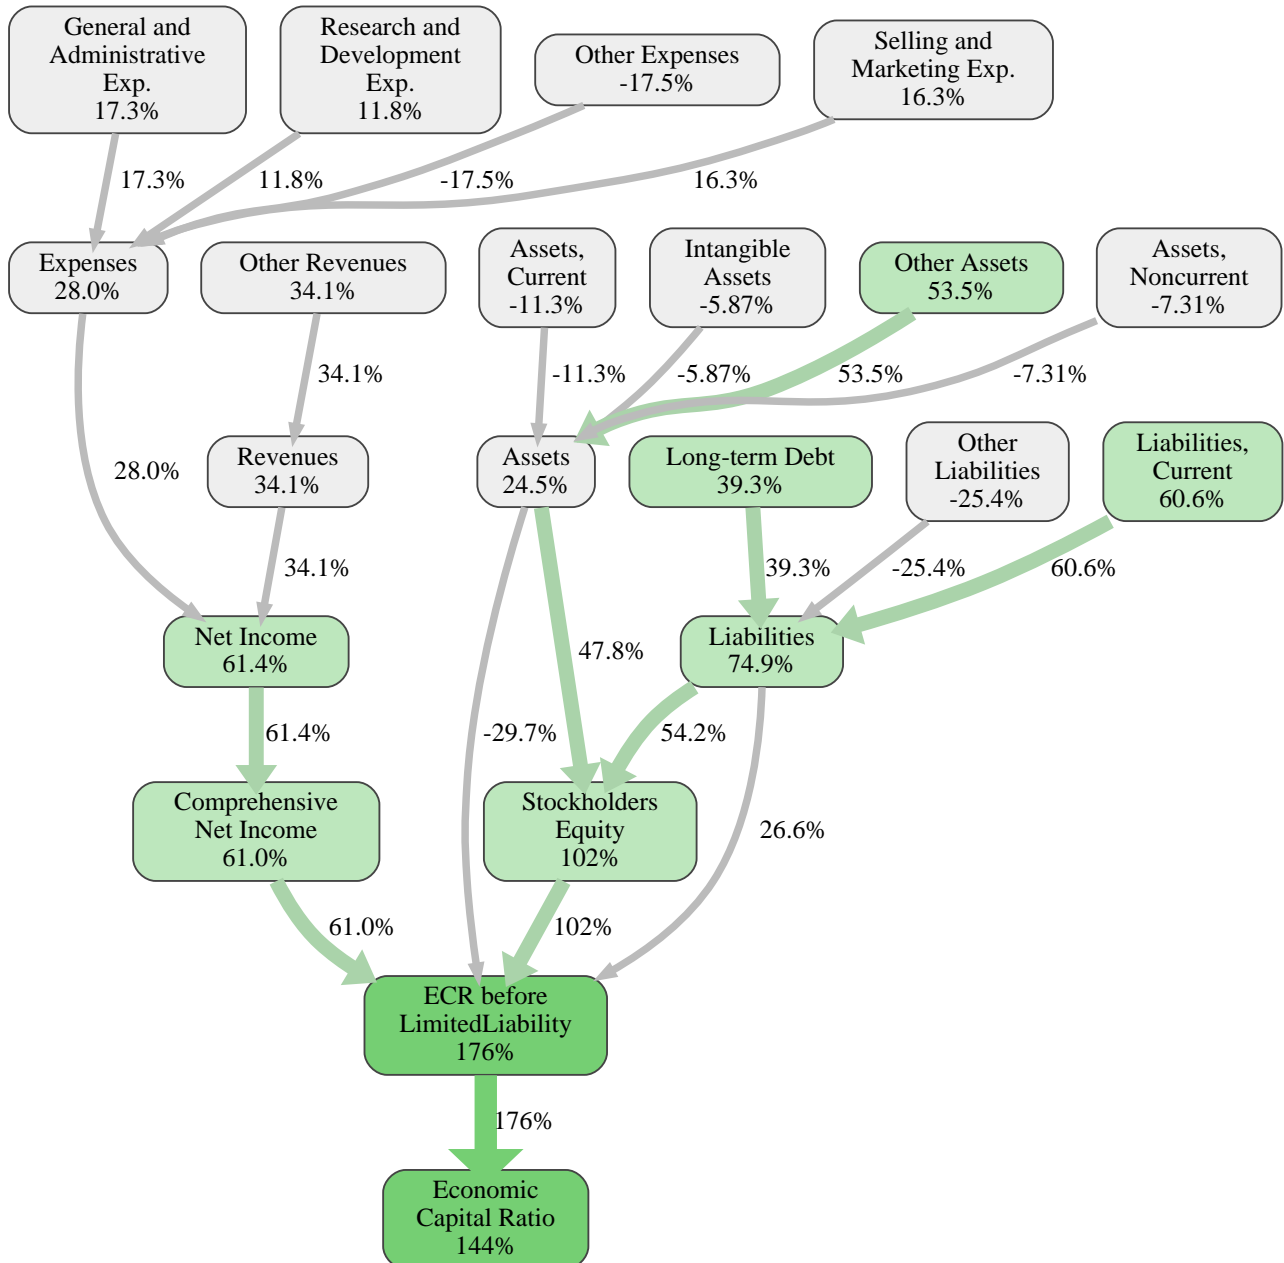 General and
Administrative
Exp.
17.3%
Research and
Development
Exp.
11.8%
Other Expenses
-17.5%
Selling and
Marketing Exp.
16.3%
17.3%
11.8%
-17.5%
16.3%
Expenses
28.0%
Other Revenues
34.1%
Assets,
Current
-11.3%
Intangible
Assets
-5.87%
Other Assets
53.5%
Assets,
Noncurrent
-7.31%
34.1%
-11.3%
-5.87%
53.5%
-7.31%
28.0%
Revenues
34.1%
Assets
24.5%
Long-term Debt
39.3%
Other
Liabilities
-25.4%
Liabilities,
Current
60.6%
34.1%
39.3%
-25.4%
60.6%
Net Income
61.4%
47.8%
Liabilities
74.9%
61.4%
-29.7%
54.2%
Comprehensive
Net Income
61.0%
Stockholders
Equity
102%
26.6%
61.0%
102%
ECR before
LimitedLiability
176%
176%
Economic
Capital Ratio
144%